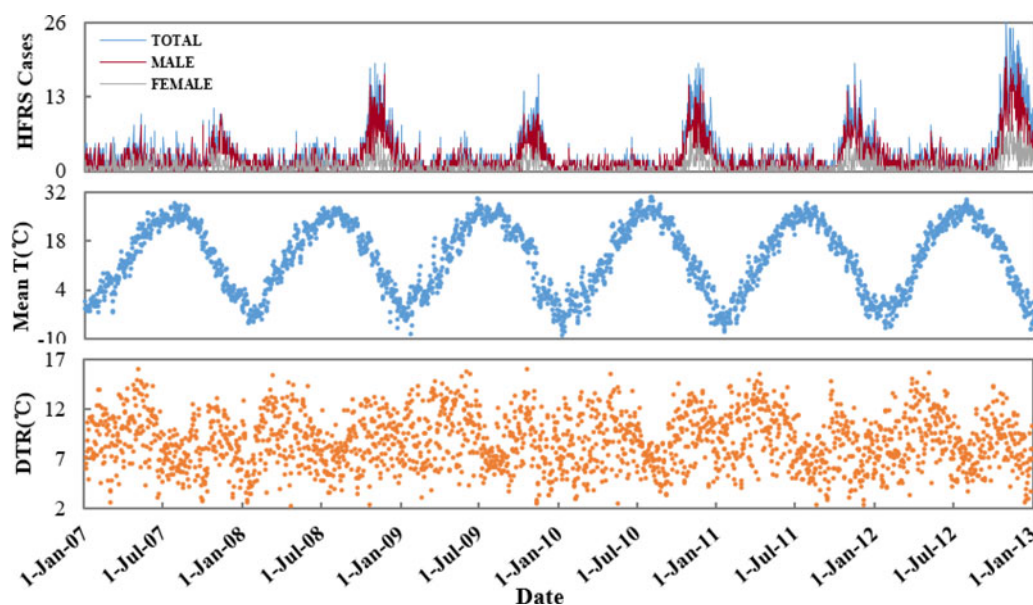 HFRS Cases
26
13
0
TOTAL
MALE
FEMALE
Mean T(℃)
32
18
4
-10
DTR(℃)
17
12
7
2
1-Jan-07
1-Jul-07
1-Jan-08
1-Jul-08
1-Jan-09
1-Jul-09
1-Jan-10
1-Jul-10
1-Jan-11
1-Jul-11
1-Jan-12
1-Jul-12
1-Jan-13
Date